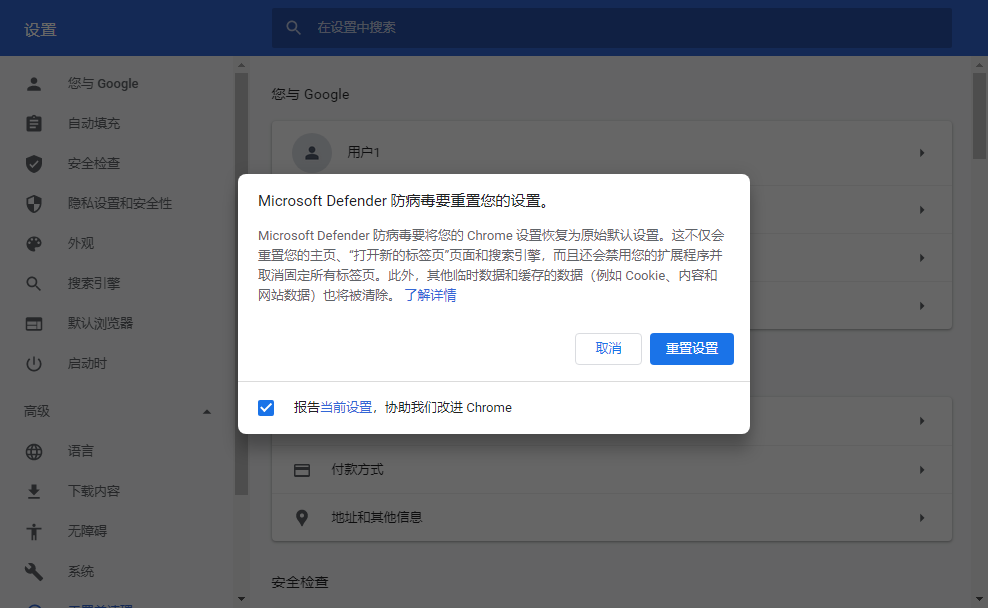 设置
在设置中搜索
您与 Google
自动填充
安全检查
隐私设置和安全性
外观
搜索引擎
默认浏览器
启动时
高级
语言
下载内容
无障碍
系统
您与 Google
用户1
Microsoft Defender 防病毒要重置您的设置。
Microsoft Defender 防病毒要将您的 Chrome 设置恢复为原始默认设置。这不仅会
重置您的主页、“打开新的标签页”页面和搜索引擎，而且还会禁用您的扩展程序并
取消固定所有标签页。此外，其他临时数据和缓存的数据（例如 Cookie、内容和
网站数据）也将被清除。 了解详情
取消
重置设置
报告当前设置，协助我们改进 Chrome
付款方式
地址和其他信息
安全检查